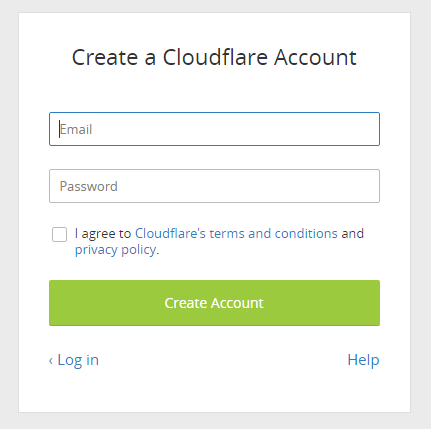 Create a Cloudflare Account
Email
Password
I agree to Cloudflare's terms and conditions and
privacy policy.
Create Account
‹ Log in
Help